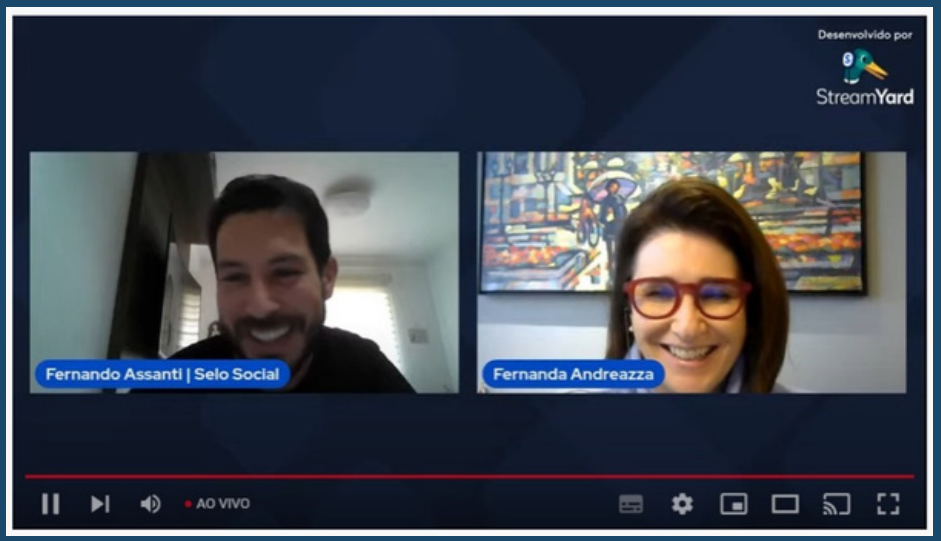 Desenvolvido por
StreamYard
Fernando Assanti | Selo Social
Fernanda Andreazza
AO VIVO